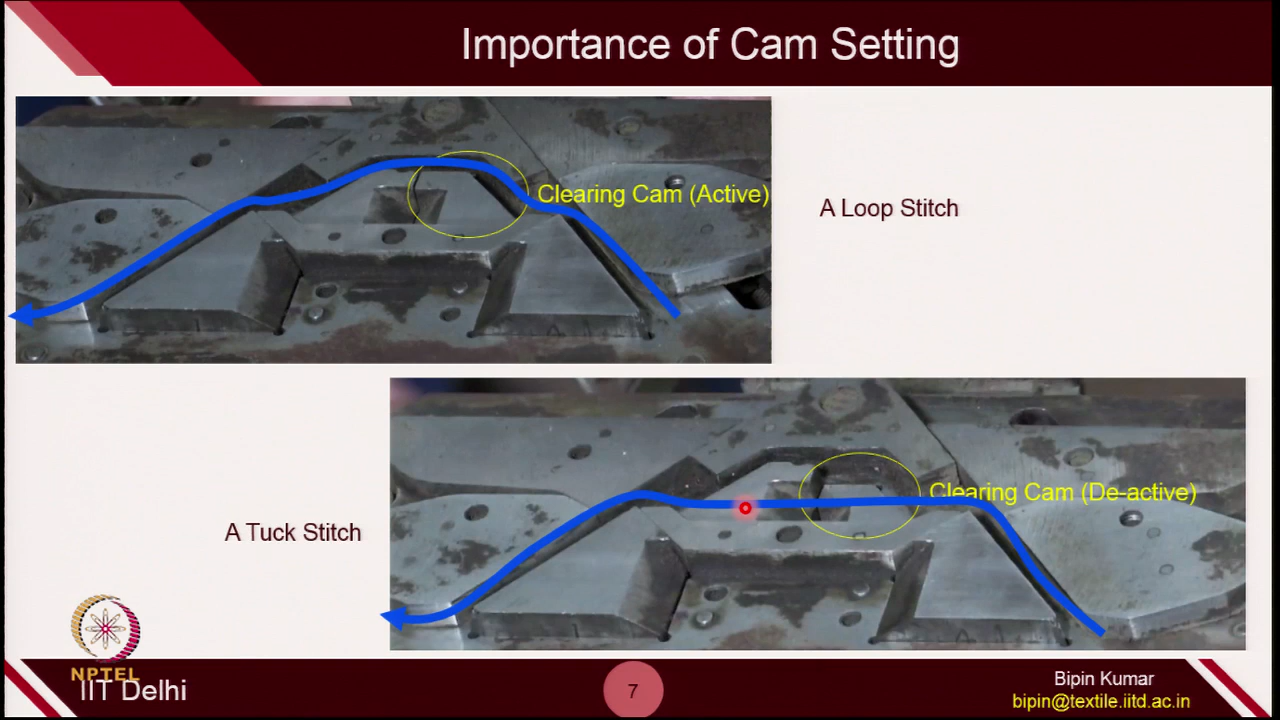 Importance of Cam Setting
Clearing Cam (Active)
A Loop Stitch
Clearing Cam (De-active)
A Tuck Stitch
NPTEL
IIT Delhi
7
Bipin Kumar
bipin@textile.iitd.ac.in